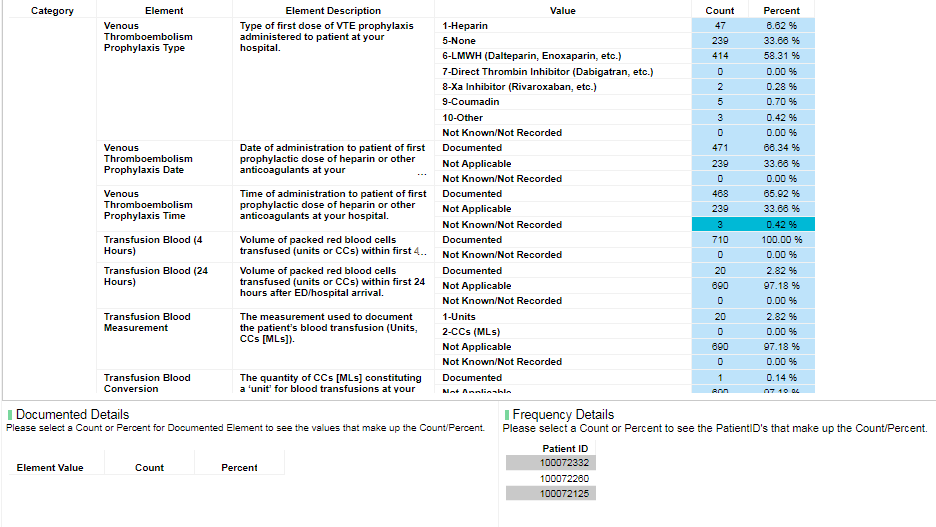 Category Element Element Description Value Count Percent
Venous Type of first dose of VTE prophylaxis 1-Heparin 47 6.62 %
Thromboembolism administered to patient at your 5-None 239 33.66 %
Prophylaxis Type hospital. 6-LMWH (Dalteparin, Enoxaparin, etc.) 414 58.31 %
7-Direct Thrombin Inhibitor (Dabigatran, etc.) 0 0.00 %
8-Xa Inhibitor (Rivaroxaban, etc.) 2 0.28 %
9-Coumadin 5 0.70 %
10-Other 3 0.42 %
Not Known/Not Recorded 0 0.00 %
Venous Date of administration to patient of first Documented 471 66.34 %
Thromboembolism prophylactic dose of heparin or other Not Applicable 239 33.66 %
Prophylaxis Date anticoagulants at your ... Not Known/Not Recorded 0 0.00 %
Venous Time of administration to patient of first Documented 468 65.92 %
Thromboembolism prophylactic dose of heparin or other Not Applicable 239 33.66 %
Prophylaxis Time anticoagulants at your hospital. Not Known/Not Recorded 3 0.42 %
Transfusion Blood (4 Volume of packed red blood cells Documented 710 100.00 %
Hours) transfused (units or CCs) within first 4... Not Known/Not Recorded 0 0.00 %
Transfusion Blood (24 Volume of packed red blood cells Documented 20 2.82 %
Hours) transfused (units or CCs) within first 24 Not Applicable 690 97.18 %
hours after ED/hospital arrival. Not Known/Not Recorded 0 0.00 %
Transfusion Blood The measurement used to document 1-Units 20 2.82 %
Measurement the patient's blood transfusion (Units, 2-CCs (MLs) 0 0.00 %
CCs [MLs]). Not Applicable 690 97.18 %
Not Known/Not Recorded 0 0.00 %
Transfusion Blood The quantity of CCs [MLs] constituting Documented 1 0.14 %
Conversion a 'unit' for blood transfusions at your Not Applicable 690 97.18 %
Documented Details
Please select a Count or Percent for Documented Element to see the values that make up the Count/Percent.
Element Value Count Percent
Frequency Details
Please select a Count or Percent to see the PatientID's that make up the Count/Percent.
Patient ID
100072332
100072260
100072125